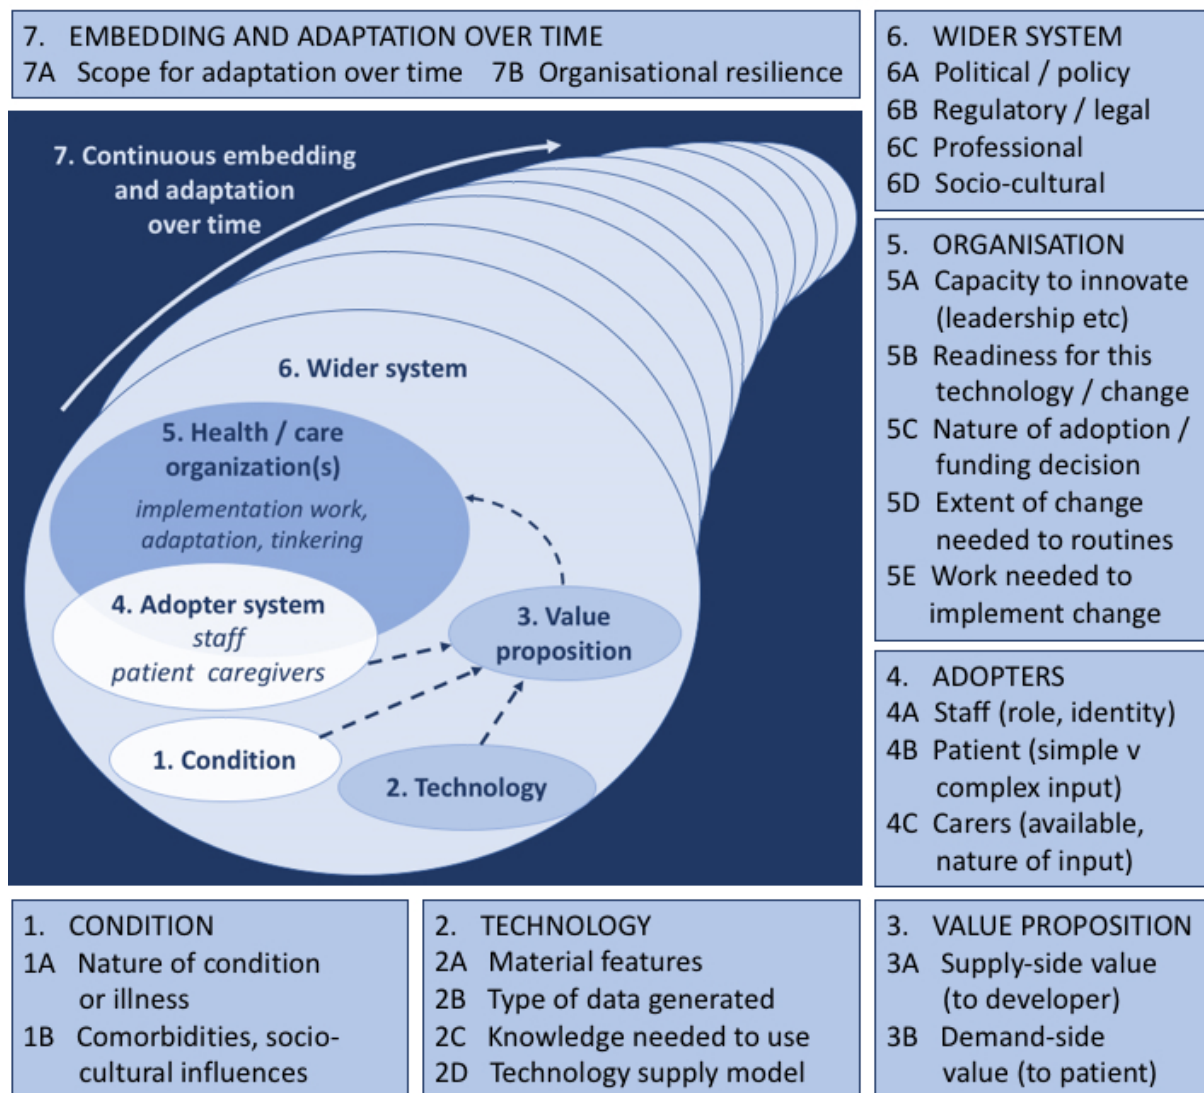 7. EMBEDDING AND ADAPTATION OVER TIME
7A Scope for adaptation over time 7B Organisational resilience
7. Continuous embedding
and adaptation
over time
6. Wider system
5. Health / care
organization(s)
implementation work,
adaptation, tinkering
4. Adopter system
staff
patient caregivers
3. Value
proposition
1. Condition
2. Technology
6. WIDER SYSTEM
6A Political / policy
6B Regulatory / legal
6C Professional
6D Socio-cultural
5. ORGANISATION
5A Capacity to innovate
(leadership etc)
5B Readiness for this
technology / change
5C Nature of adoption /
funding decision
5D Extent of change
needed to routines
5E Work needed to
implement change
4. ADOPTERS
4A Staff (role, identity)
4B Patient (simple v
complex input)
4C Carers (available,
nature of input)
1. CONDITION
1A Nature of condition
or illness
1B Comorbidities, socio-
cultural influences
2. TECHNOLOGY
2A Material features
2B Type of data generated
2C Knowledge needed to use
2D Technology supply model
3. VALUE PROPOSITION
3A Supply-side value
(to developer)
3B Demand-side
value (to patient)